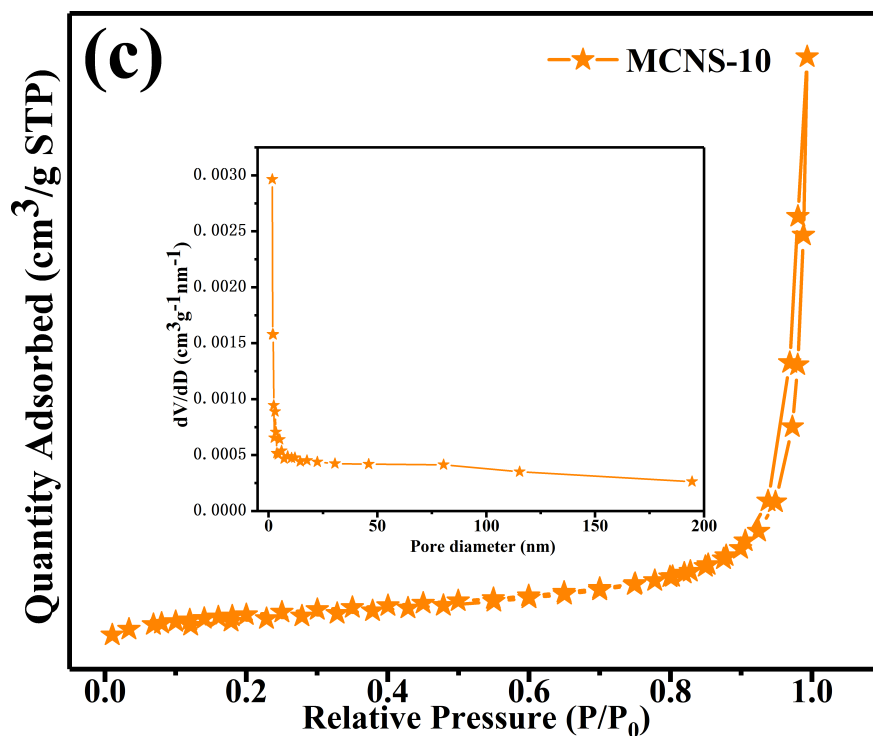 (c)
MCNS-10
Quantity Adsorbed (cm³/g STP)
0. 0030
0. 0025
0. 0020
0. 0015
0. 0010
0. 0005
0. 0000
dV/dD (cm³g⁻¹nm⁻¹)
0 50 100 150 200
Pore diameter (nm)
0.0 0.2 0.4 0.6 0.8 1.0
Relative Pressure (P/P₀)